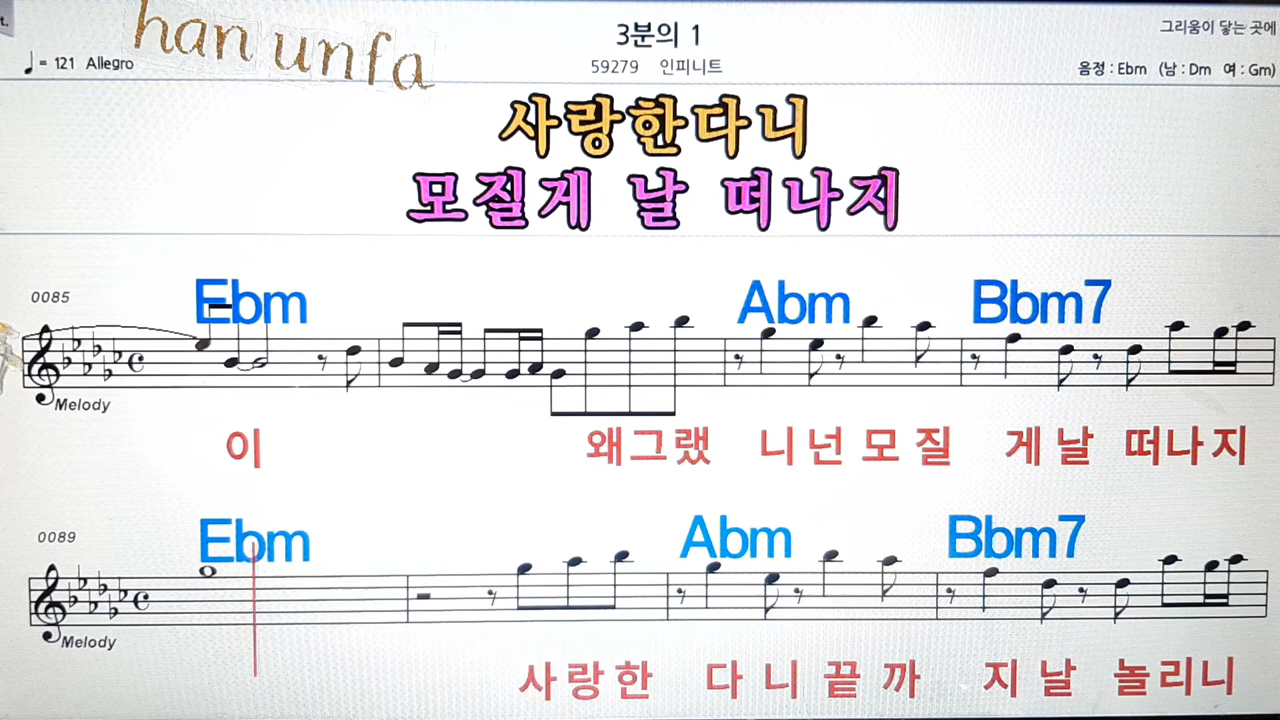 t.
han unfa
3분의 1
그리움이 닿는 곳에
= 121 Allegro
59279 인피니트
음정 : Ebm (남 : Dm 여 : Gm)
사랑한다니
모질게 날 떠나지
0085
Ebm Abm Bbm7
Melody
이 왜그랬 니넌모질 게날 떠나지
0089
Ebm Abm Bbm7
Melody
사랑한 다니끝까 지날 놀리니